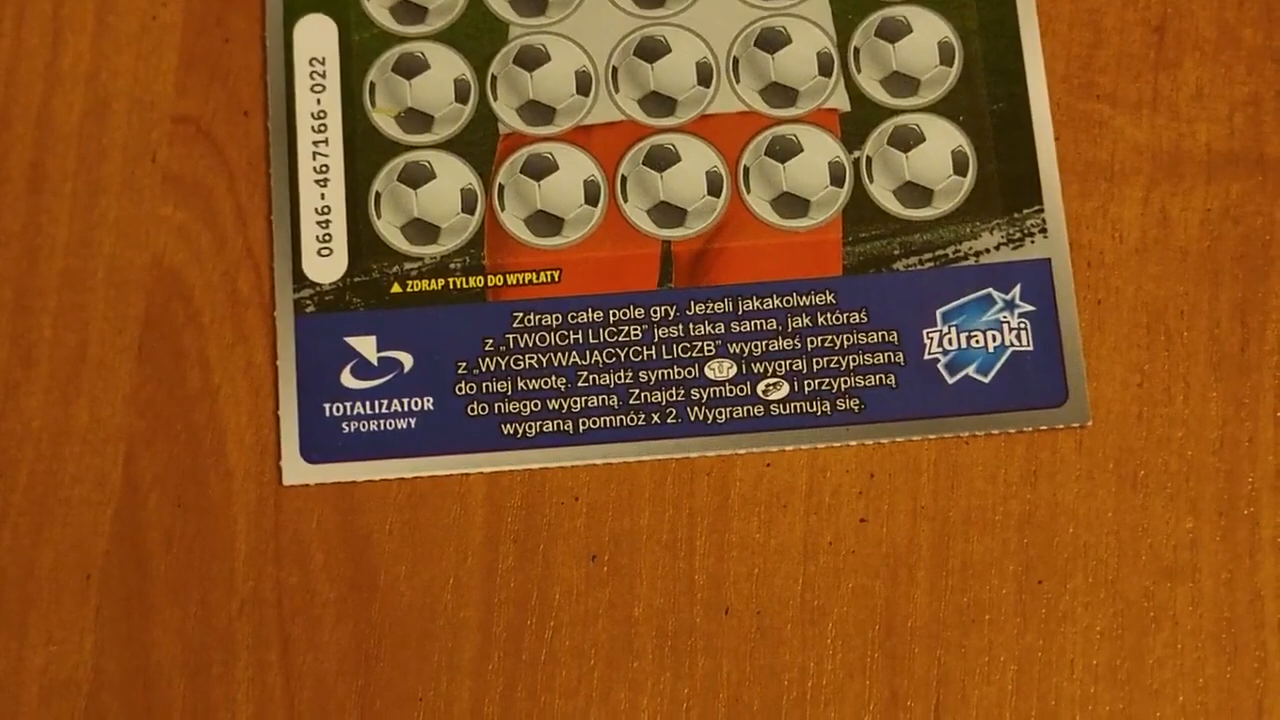 0646-467166-022
▲ ZDRAP TYLKO DO WYPŁATY
Zdrap całe pole gry. Jeżeli jakakolwiek
z „TWOICH LICZB” jest taka sama, jak któraś
z „WYGRYWAJĄCYCH LICZB” wygrałeś przypisaną
do niej kwotę. Znajdź symbol i wygraj przypisaną
do niego wygraną. Znajdź symbol i przypisaną
wygraną pomnóż x 2. Wygrane sumują się.
TOTALIZATOR
SPORTOWY
Zdrapki